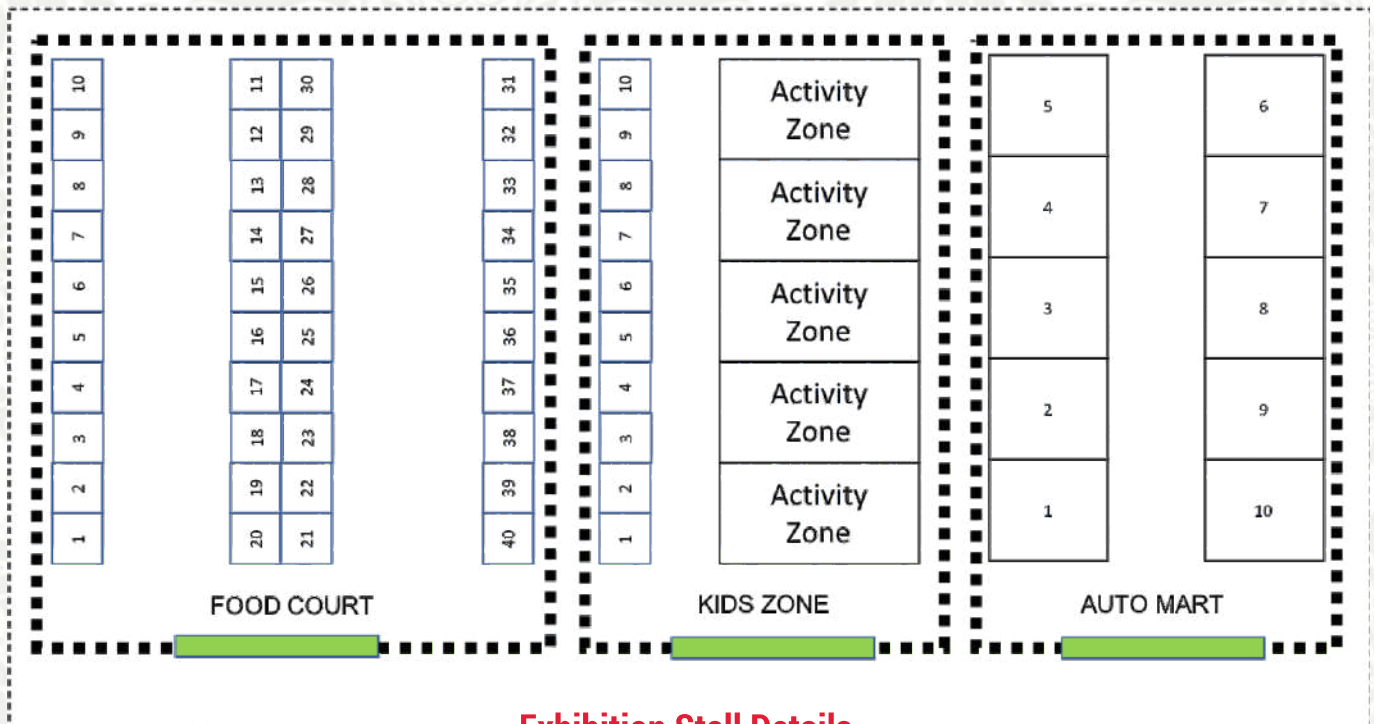 10 11 30 31 10 Activity Zone 5 6
9 12 29 32 9
8 13 28 33 8 Activity Zone 4 7
7 14 27 34 7
6 15 26 35 6 Activity Zone 3 8
5 16 25 36 5
4 17 24 37 4 Activity Zone 2 9
3 18 23 38 3
2 19 22 39 2 Activity Zone 1 10
1 20 21 40 1
FOOD COURT KIDS ZONE AUTO MART
Exhibition Stall Details